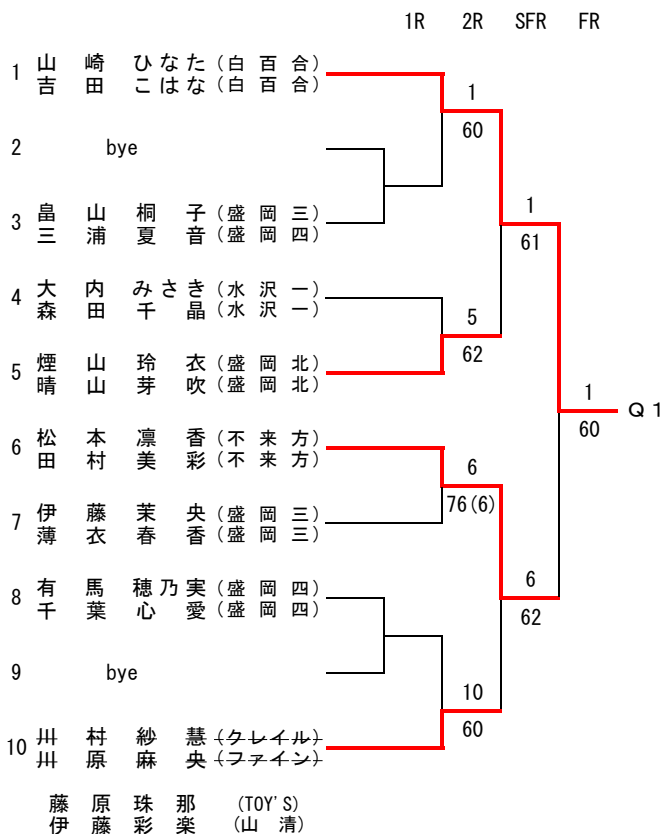 1R 2R SFR FR
1 山 崎 ひなた (白 百 合)
吉 田 こはな (白 百 合)
1
60
2 bye
3 畠 山 桐 子 (盛 岡 三)
三 浦 夏 音 (盛 岡 四)
1
61
4 大 内 みさき (水 沢 一)
森 田 千 晶 (水 沢 一)
5
62
5 煙 山 玲 衣 (盛 岡 北)
晴 山 芽 吹 (盛 岡 北)
1
60
Q 1
6 松 本 凛 香 (不 来 方)
田 村 美 彩 (不 来 方)
6
76(6)
7 伊 藤 茉 央 (盛 岡 三)
薄 衣 春 香 (盛 岡 三)
6
62
8 有 馬 穂乃実 (盛 岡 四)
千 葉 心 愛 (盛 岡 四)
9 bye
10
60
10 川 村 紗 慧 (クレイル)
川 原 麻 央 (ファイン)
藤 原 珠 那 (TOY'S)
伊 藤 彩 楽 (山 清)